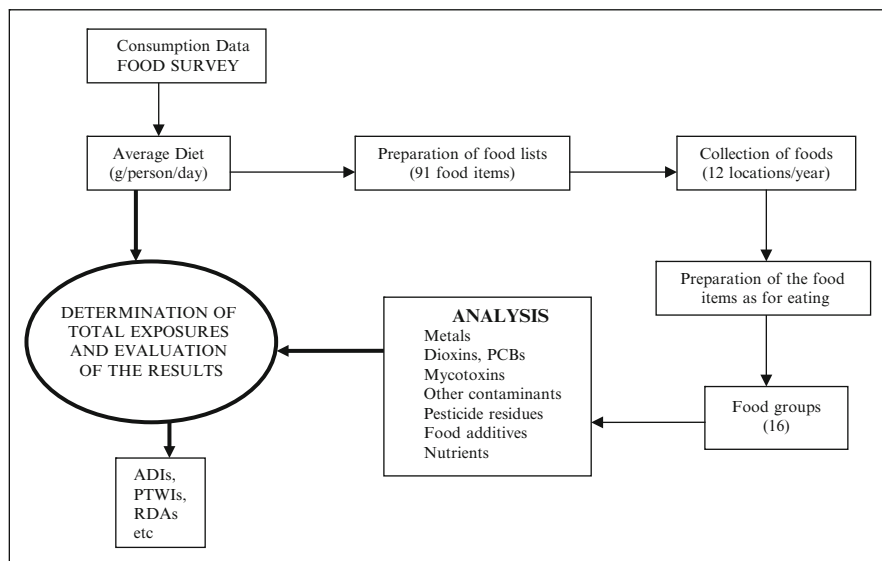 Consumption Data
FOOD SURVEY
Average Diet
(g/person/day)
Preparation of food lists
(91 food items)
Collection of foods
(12 locations/year)
Preparation of the food
items as for eating
DETERMINATION OF
TOTAL EXPOSURES
AND EVALUATION
OF THE RESULTS
ANALYSIS
Metals
Dioxins, PCBs
Mycotoxins
Other contaminants
Pesticide residues
Food additives
Nutrients
Food groups
(16)
ADIs,
PTWIs,
RDAs
etc